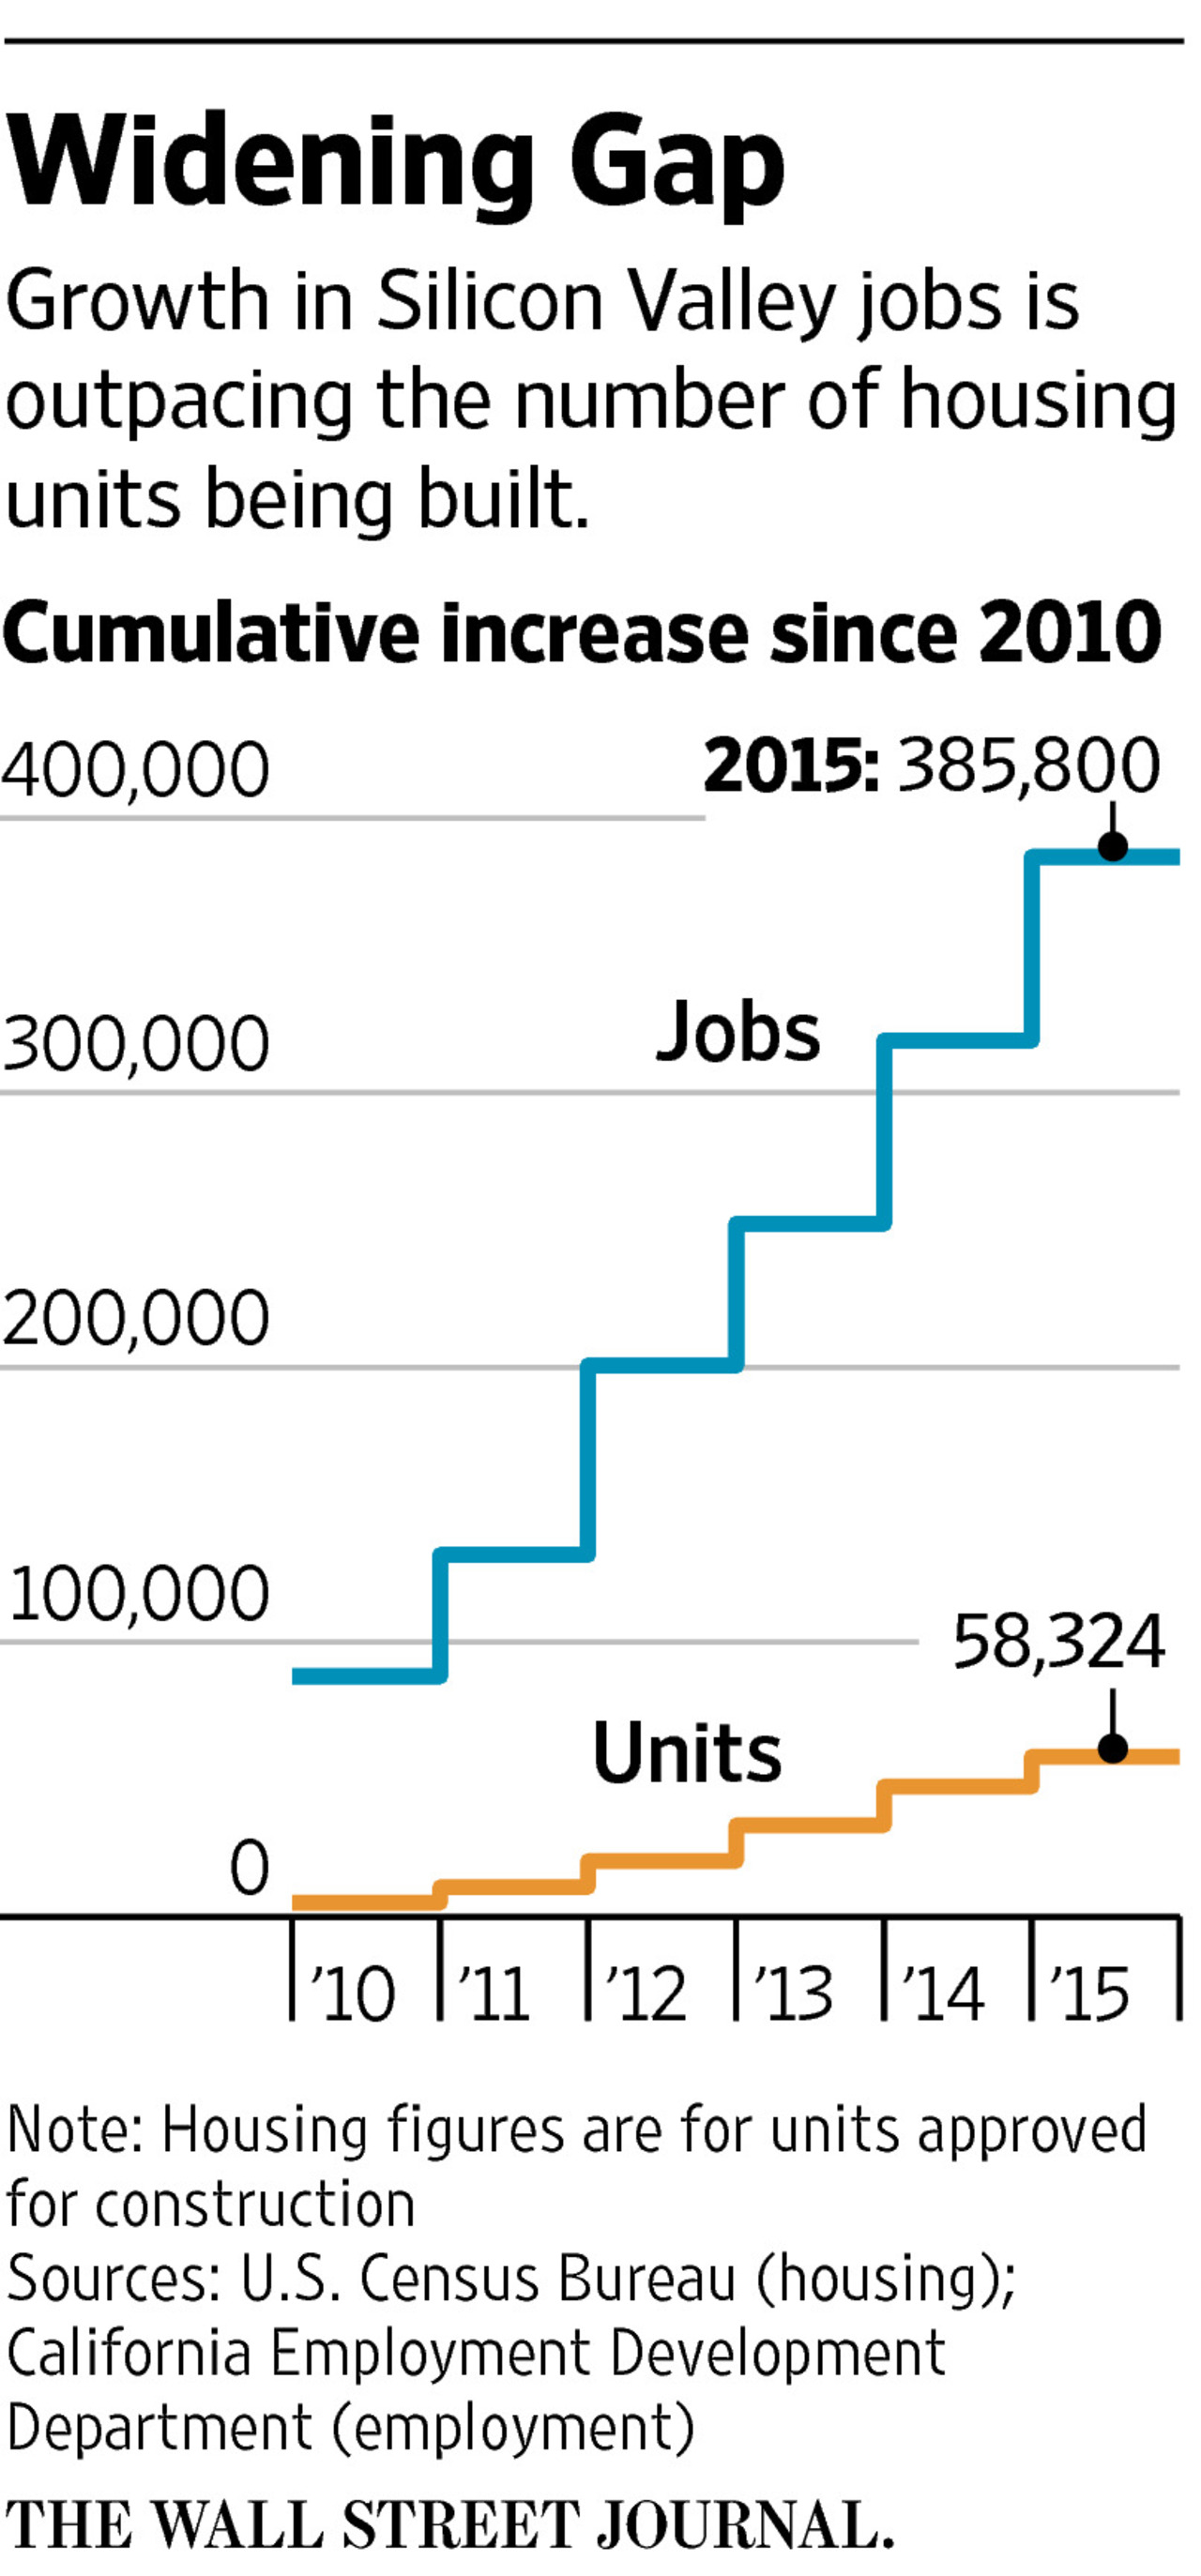 Widening Gap
Growth in Silicon Valley jobs is
outpacing the number of housing
units being built.
Cumulative increase since 2010
400,000
2015: 385,800
300,000
Jobs
200,000
100,000
58,324
Units
0
’10 ’11 ’12 ’13 ’14 ’15
Note: Housing figures are for units approved
for construction
Sources: U.S. Census Bureau (housing);
California Employment Development
Department (employment)
THE WALL STREET JOURNAL.